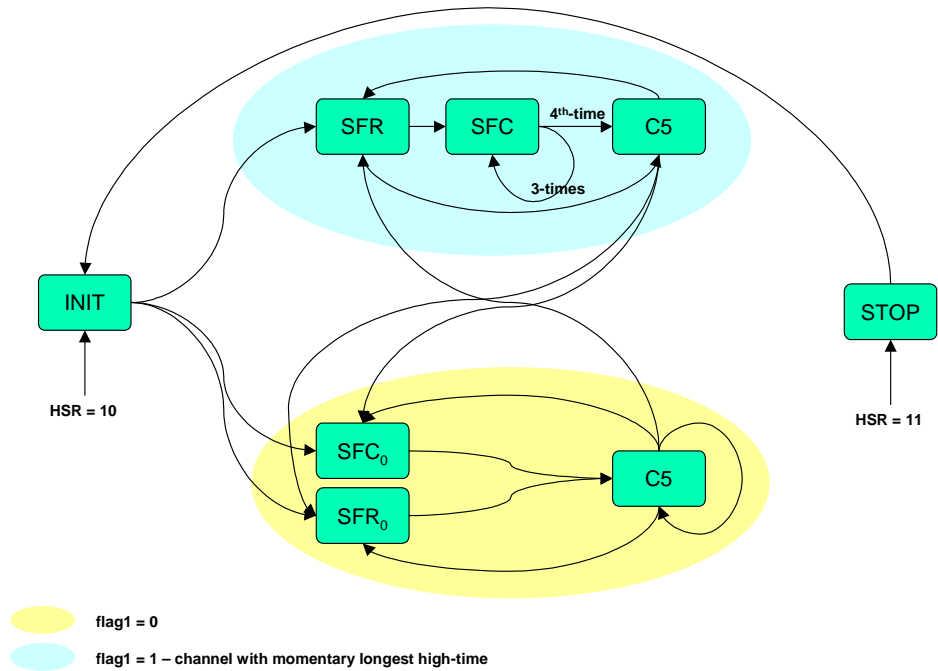 SFR
SFC
4th-time
C5
3-times
INIT
STOP
HSR = 10
HSR = 11
SFC0
C5
SFR0
flag1 = 0
flag1 = 1 – channel with momentary longest high-time